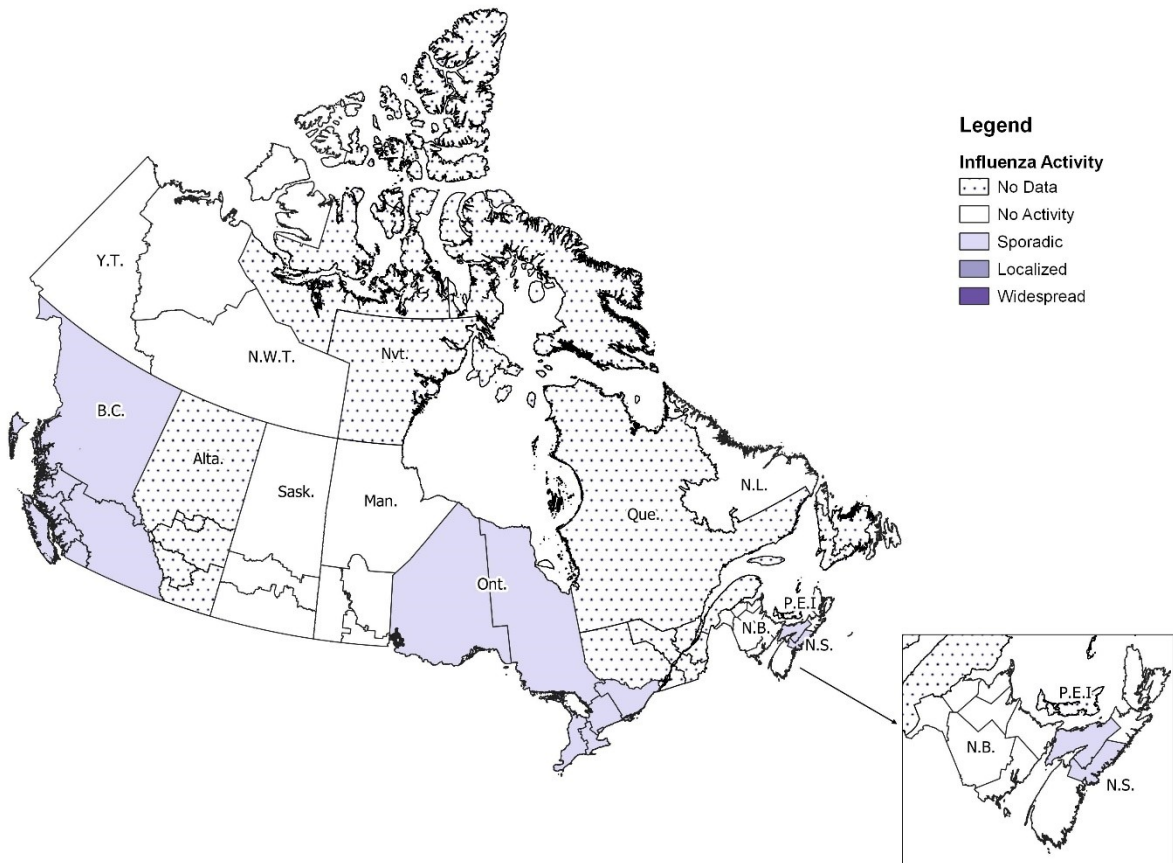 Legend
Influenza Activity
No Data
No Activity
Sporadic
Localized
Widespread
Y.T.
N.W.T.
Nvt.
B.C.
Alta.
Sask.
Man.
Ont.
Que.
N.L.
P.E.I
N.B.
N.S.
P.E.I
N.B.
N.S.